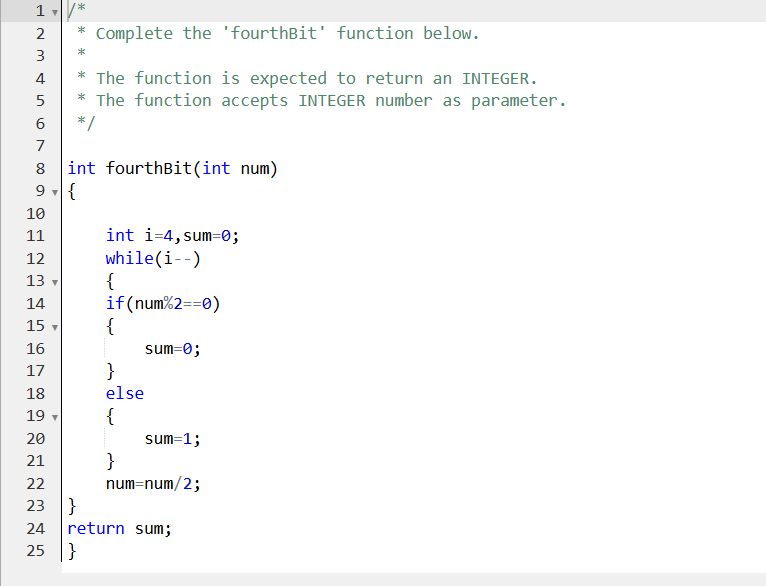 1 /*
2 * Complete the 'fourthBit' function below.
3 *
4 * The function is expected to return an INTEGER.
5 * The function accepts INTEGER number as parameter.
6 */
7
8 int fourthBit(int num)
9 {
10
11 int i=4,sum=0;
12 while(i--)
13 {
14 if(num%2==0)
15 {
16 sum=0;
17 }
18 else
19 {
20 sum=1;
21 }
22 num=num/2;
23 }
24 return sum;
25 }